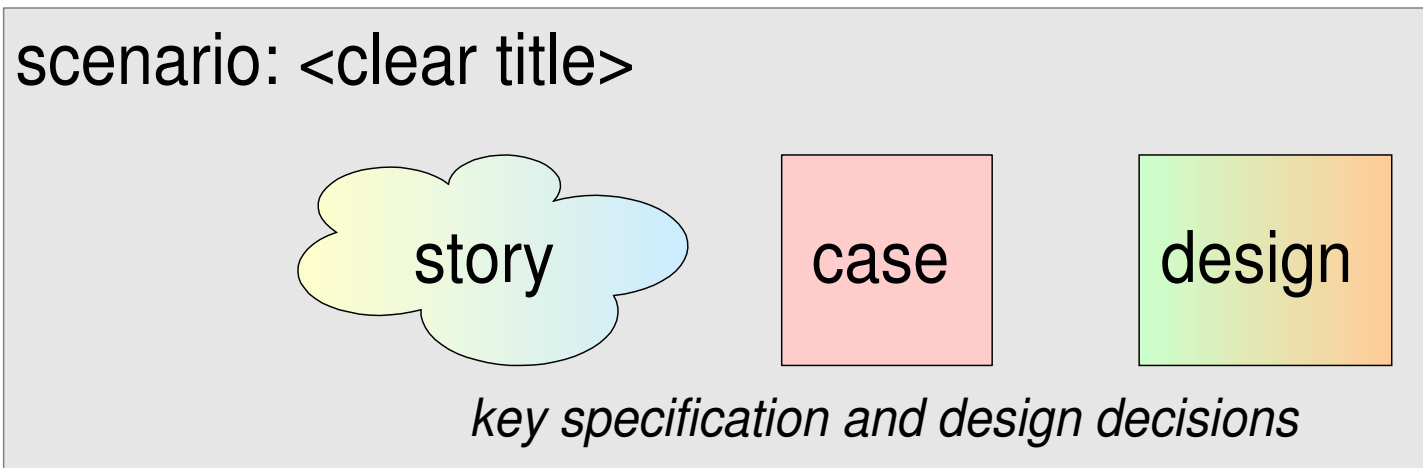 scenario: <clear title>
story case design
key specification and design decisions